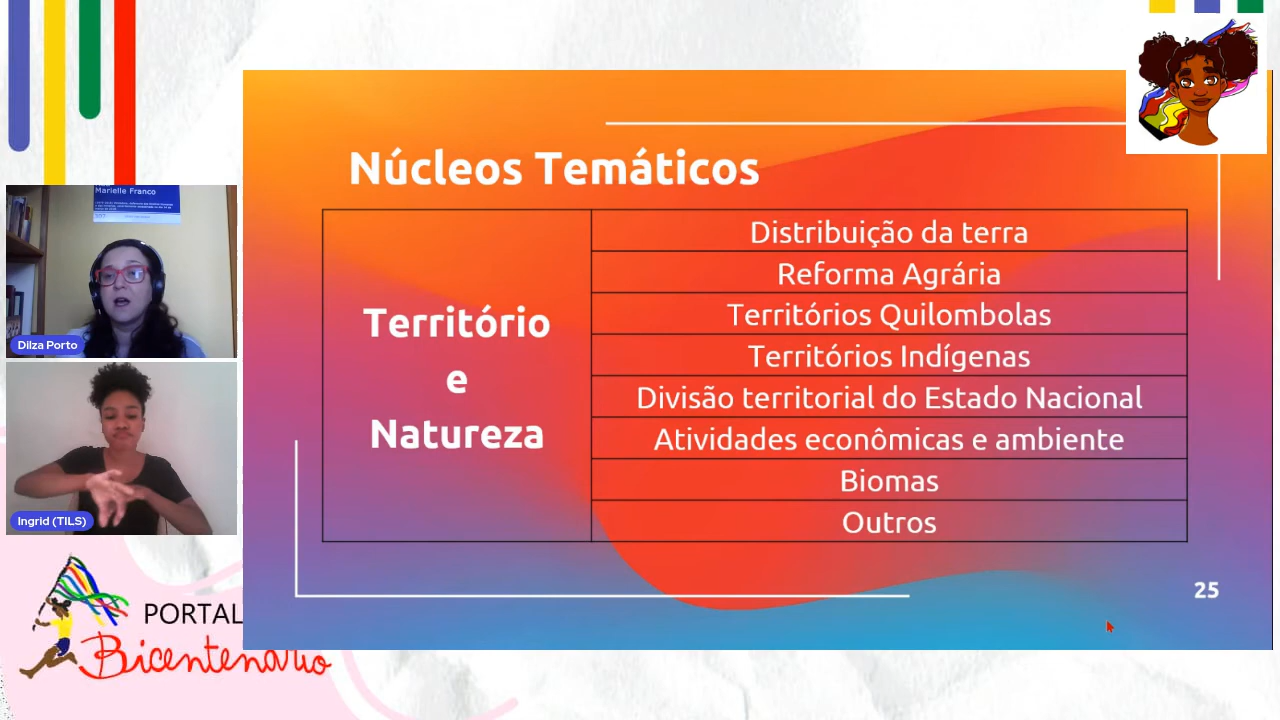 Núcleos Temáticos
Território
e
Natureza
Distribuição da terra
Reforma Agrária
Territórios Quilombolas
Territórios Indígenas
Divisão territorial do Estado Nacional
Atividades econômicas e ambiente
Biomas
Outros
25
Marielle Franco
Dilza Porto
Ingrid (TILS)
PORTAL
Bicentenário